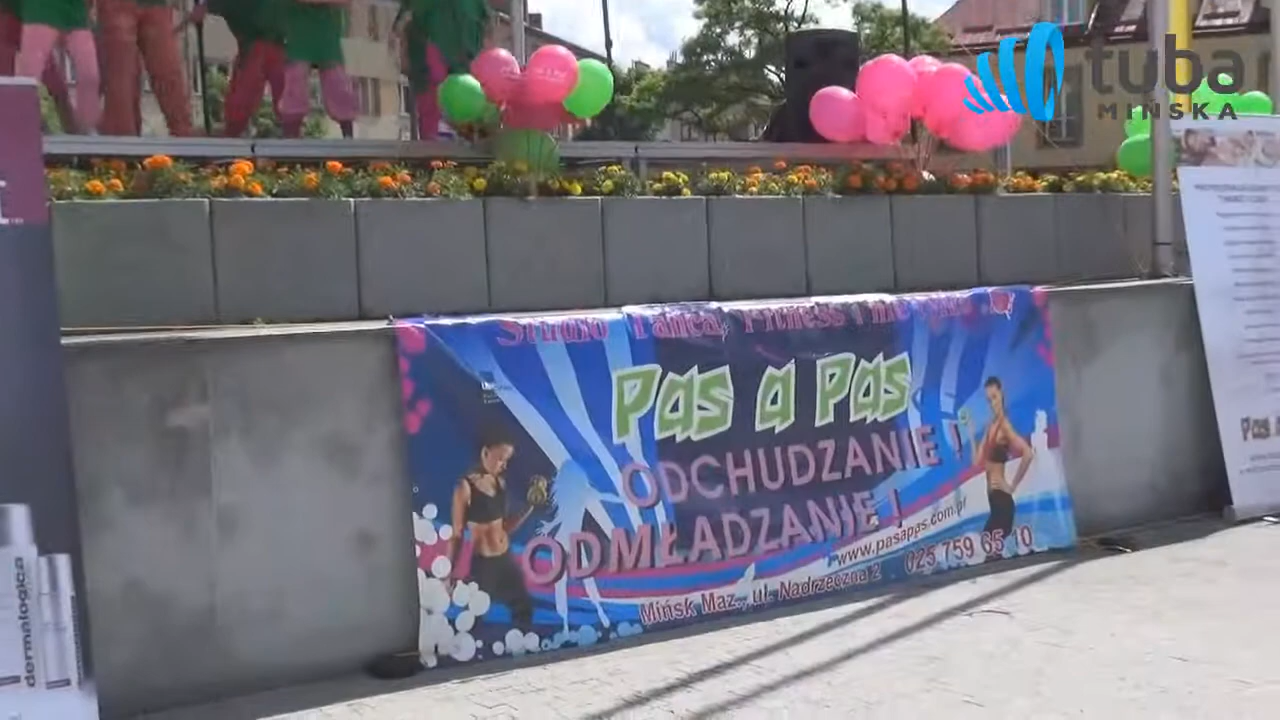 tuba
MIŃSKA
Studio Tańca, Fitness i
Pas a Pas
ODCHUDZANIE !
ODMŁADZANIE !
www.pasapas.com.pl
Mińsk Maz., ul. Nadrzeczna 2 025 759 65 10
dermalogica
Pas